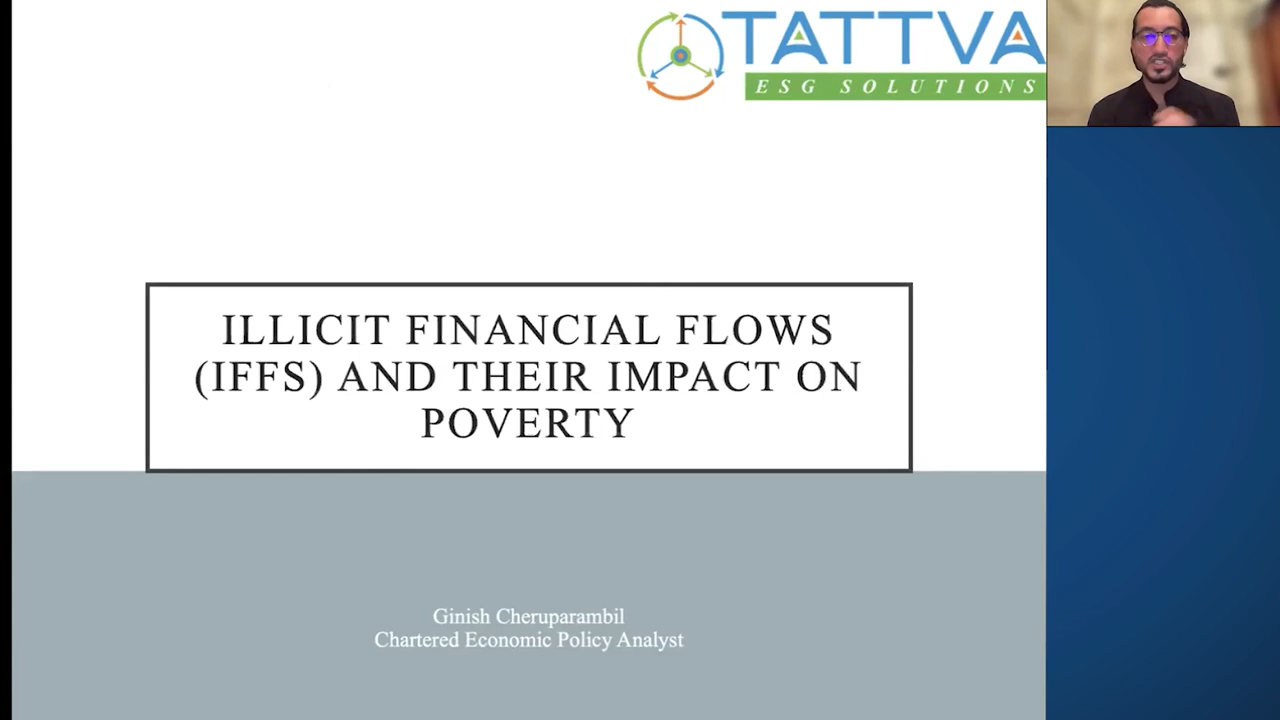 TATTVA
ESG SOLUTIONS
ILLICIT FINANCIAL FLOWS
(IFFS) AND THEIR IMPACT ON
POVERTY
Ginish Cheruparambil
Chartered Economic Policy Analyst